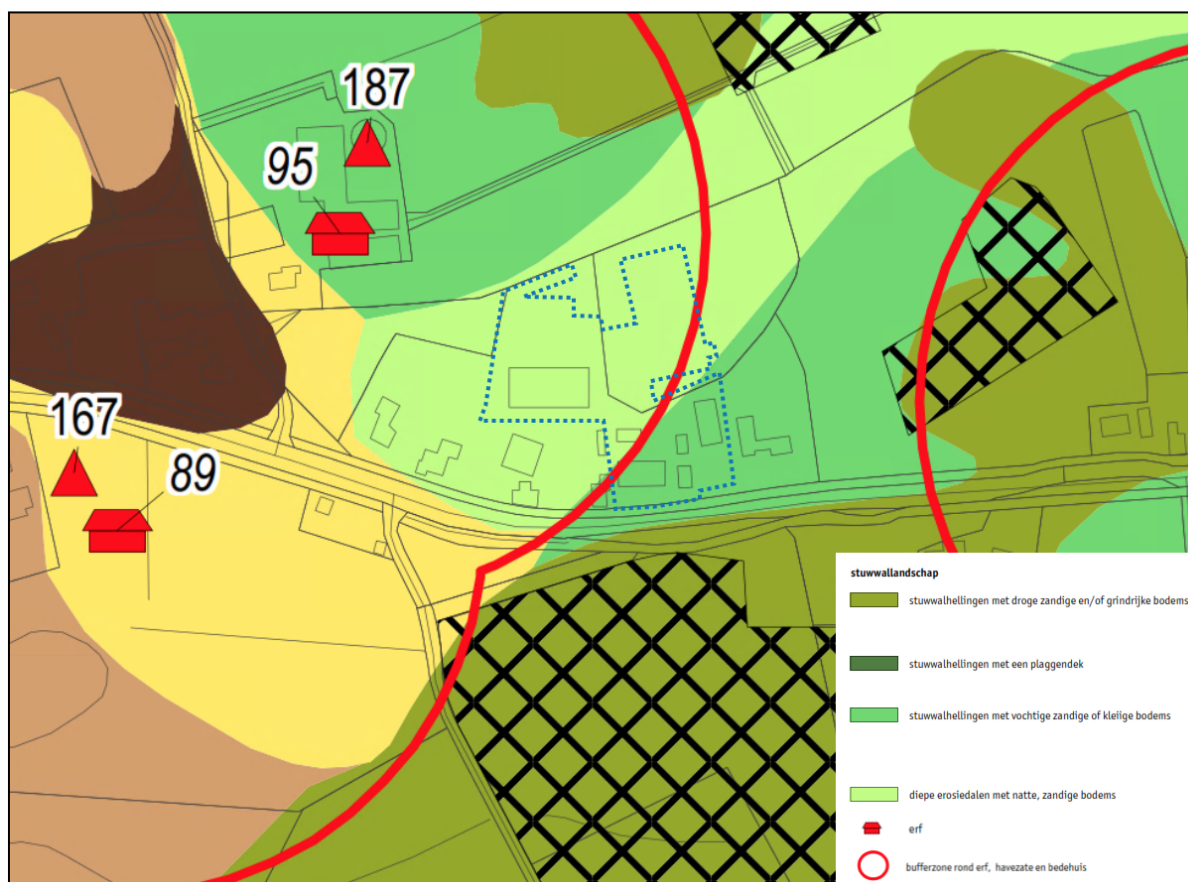 187
95
167
89
stuwwallandschap
stuwwalhellingen met droge zandige en/of grindrijke bodems
stuwwalhellingen met een plaggendek
stuwwalhellingen met vochtige zandige of kleiige bodems
diepe erosiedalen met natte, zandige bodems
erf
bufferzone rond erf, havezate en bedehuis